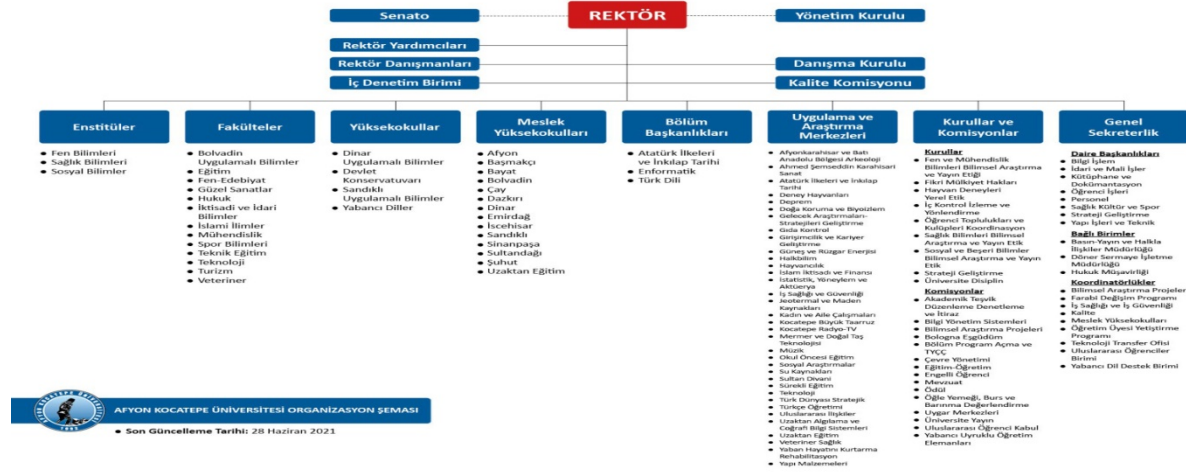 Senato
REKTÖR
Yönetim Kurulu
Rektör Yardımcıları
Rektör Danışmanları
Danışma Kurulu
İç Denetim Birimi
Kalite Komisyonu
Enstitüler
Fen Bilimleri
Sağlık Bilimleri
Sosyal Bilimler
Fakülteler
Bolvadin
Uygulamalı Bilimler
Eğitim
Fen-Edebiyat
Güzel Sanatlar
Hukuk
İktisadi ve İdari
Bilimler
İslami İlimler
Mühendislik
Spor Bilimleri
Teknik Eğitim
Teknoloji
Turizm
Veteriner
Yüksekokullar
Dinar
Uygulamalı Bilimler
Devlet
Konservatuvarı
Sandıklı
Uygulamalı Bilimler
Yabancı Diller
Meslek
Yüksekokulları
Afyon
Başmakçı
Bayat
Bolvadin
Çay
Dazkırı
Dinar
Emirdağ
İscehisar
Sandıklı
Sinanpaşa
Sultandağı
Şuhut
Uzaktan Eğitim
Bölüm
Başkanlıkları
Atatürk İlkeleri
ve İnkılap Tarihi
Enformatik
Türk Dili
Uygulama ve
Araştırma
Merkezleri
Afyonkarahisar ve Batı
Anadolu Bölgesi Arkeoloji
Ahmed Şemseddin Karahisari
Sanat
Atatürk İlkeleri ve İnkılap
Tarihi
Deney Hayvanları
Deprem
Doğa Koruma ve Biyoizlem
Gelecek Araştırmaları-
Stratejileri Geliştirme
Gıda Kontrol
Girişimcilik ve Kariyer
Geliştirme
Güneş ve Rüzgar Enerjisi
Halkbilim
Hayvancılık
İslam İktisadı ve Finansı
İstatistik, Yöneylem ve
Aktüerya
İş Sağlığı ve Güvenliği
Jeotermal ve Maden
Kaynakları
Kadın ve Aile Çalışmaları
Kocatepe Büyük Taarruz
Kocatepe Radyo-TV
Mermer ve Doğal Taş
Teknolojisi
Müzik
Okul Öncesi Eğitim
Sosyal Araştırmalar
Su Kaynakları
Sultan Divani
Sürekli Eğitim
Teknoloji
Türk Dünyası Stratejik
Türkçe Öğretimi
Uluslararası İlişkiler
Uzaktan Algılama ve
Coğrafi Bilgi Sistemleri
Uzaktan Eğitim
Veteriner Sağlık
Yaban Hayatını Kurtarma
Rehabilitasyon
Yapı Malzemeleri
Kurullar ve
Komisyonlar
Kurullar
Fen ve Mühendislik
Bilimleri Bilimsel Araştırma
ve Yayın Etiği
Fikri Mülkiyet Hakları
Hayvan Deneyleri
Yerel Etik
İç Kontrol İzleme ve
Yönlendirme
Öğrenci Toplulukları ve
Kulüpleri Koordinasyon
Sağlık Bilimleri Bilimsel
Araştırma ve Yayın Etik
Sosyal ve Beşeri Bilimler
Bilimsel Araştırma ve Yayın
Etik
Strateji Geliştirme
Üniversite Disiplin
Komisyonlar
Akademik Teşvik
Düzenleme Denetleme
ve İtiraz
Bilgi Yönetim Sistemleri
Bilimsel Araştırma Projeleri
Bologna Eşgüdüm
Bölüm Program Açma ve
TYÇÇ
Çevre Yönetimi
Eğitim-Öğretim
Engelli Öğrenci
Mevzuat
Ödül
Öğle Yemeği, Burs ve
Barınma Değerlendirme
Uygar Merkezleri
Üniversite Yayın
Uluslararası Öğrenci Kabul
Yabancı Uyruklu Öğretim
Elemanları
Genel
Sekreterlik
Daire Başkanlıkları
Bilgi İşlem
İdari ve Mali İşler
Kütüphane ve
Dokümantasyon
Öğrenci İşleri
Personel
Sağlık Kültür ve Spor
Strateji Geliştirme
Yapı İşleri ve Teknik
Bağlı Birimler
Basın-Yayın ve Halkla
İlişkiler Müdürlüğü
Döner Sermaye İşletme
Müdürlüğü
Hukuk Müşavirliği
Koordinatörlükler
Bilimsel Araştırma Projeler
Farabi Değişim Programı
İş Sağlığı ve İş Güvenliği
Kalite
Meslek Yüksekokulları
Öğretim Üyesi Yetiştirme
Programı
Teknoloji Transfer Ofisi
Uluslararası Öğrenciler
Birimi
Yabancı Dil Destek Birimi
AFYON KOCATEPE ÜNİVERSİTESİ ORGANİZASYON ŞEMASI
Son Güncelleme Tarihi: 28 Haziran 2021